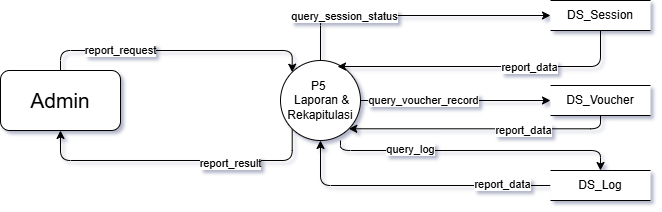 query_session_status
DS_Session
report_request
report_data
P5
Laporan &
Rekapitulasi
Admin
query_voucher_record
DS_Voucher
report_data
query_log
report_result
report_data
DS_Log